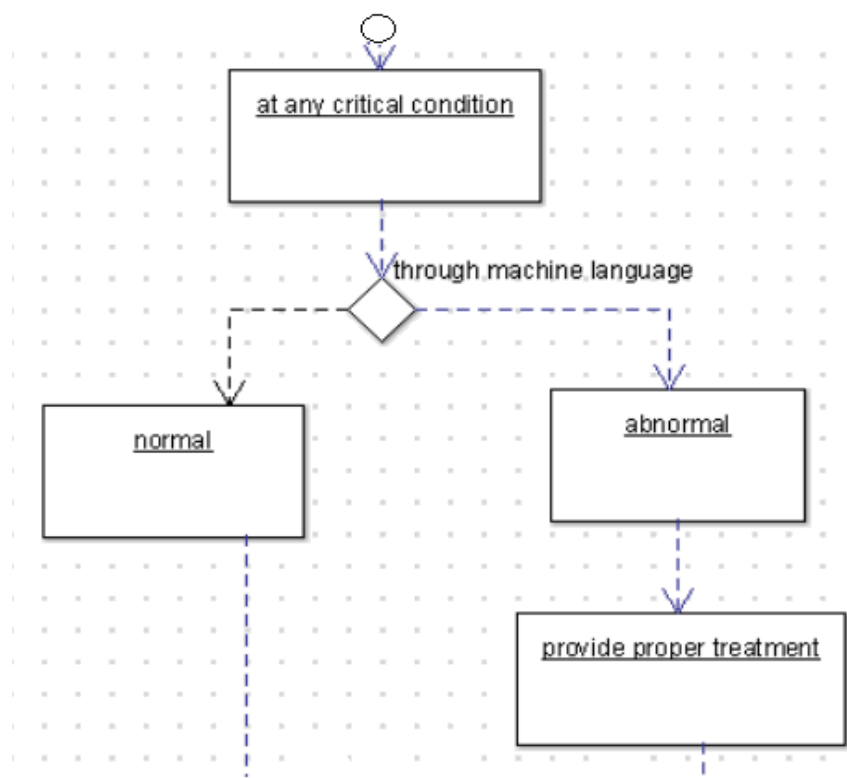 at any critical condition
through machine language
normal
abnormal
provide proper treatment